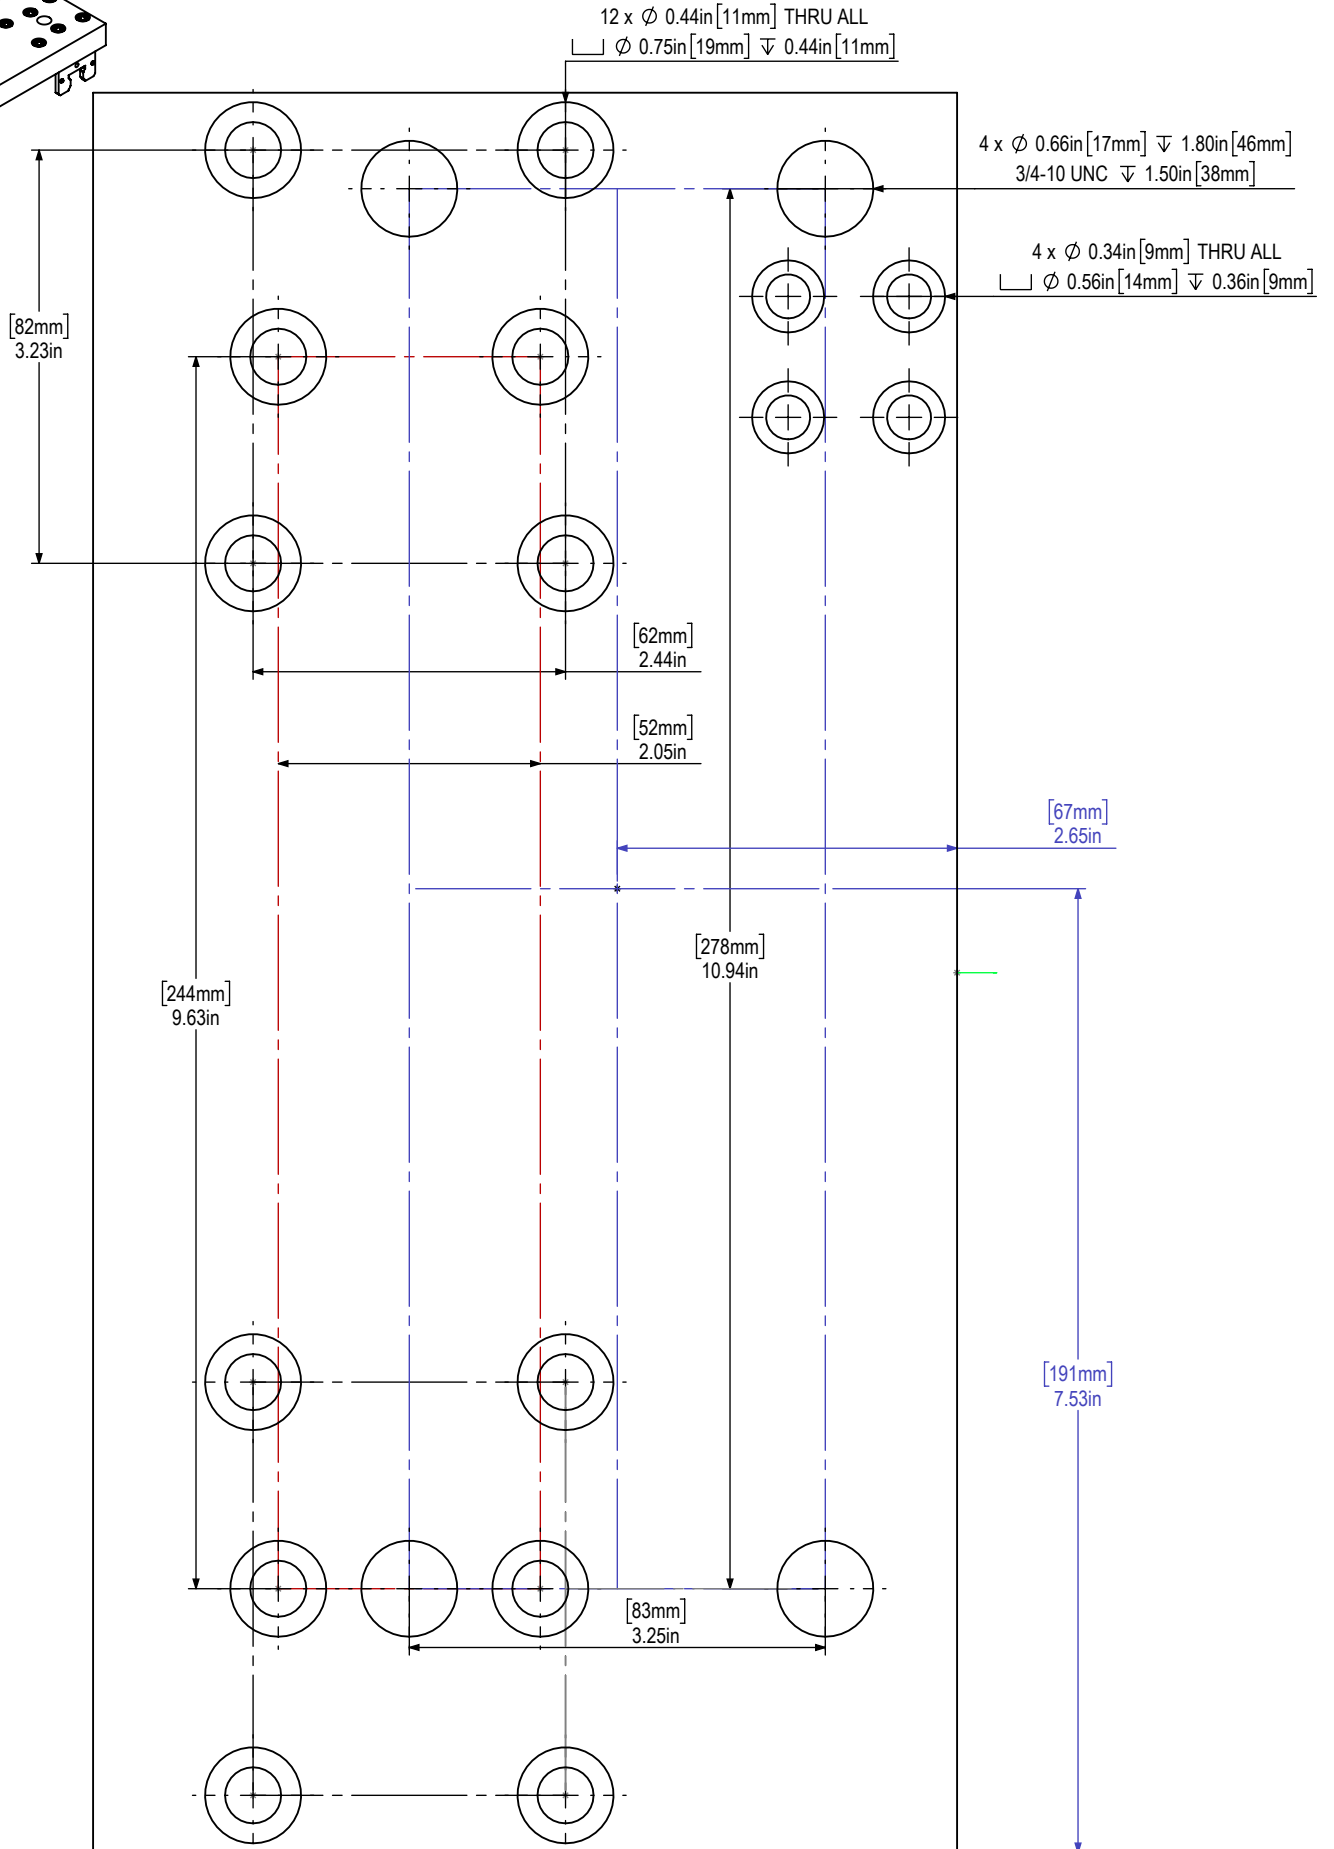 12 x ∅ 0.44in[11mm] THRU ALL
⌴ ∅ 0.75in[19mm] ↧ 0.44in[11mm]
4 x ∅ 0.66in[17mm] ↧ 1.80in[46mm]
3/4-10 UNC ↧ 1.50in[38mm]
4 x ∅ 0.34in[9mm] THRU ALL
⌴ ∅ 0.56in[14mm] ↧ 0.36in[9mm]
[82mm]
3.23in
[62mm]
2.44in
[52mm]
2.05in
[67mm]
2.65in
[278mm]
10.94in
[244mm]
9.63in
[191mm]
7.53in
[83mm]
3.25in